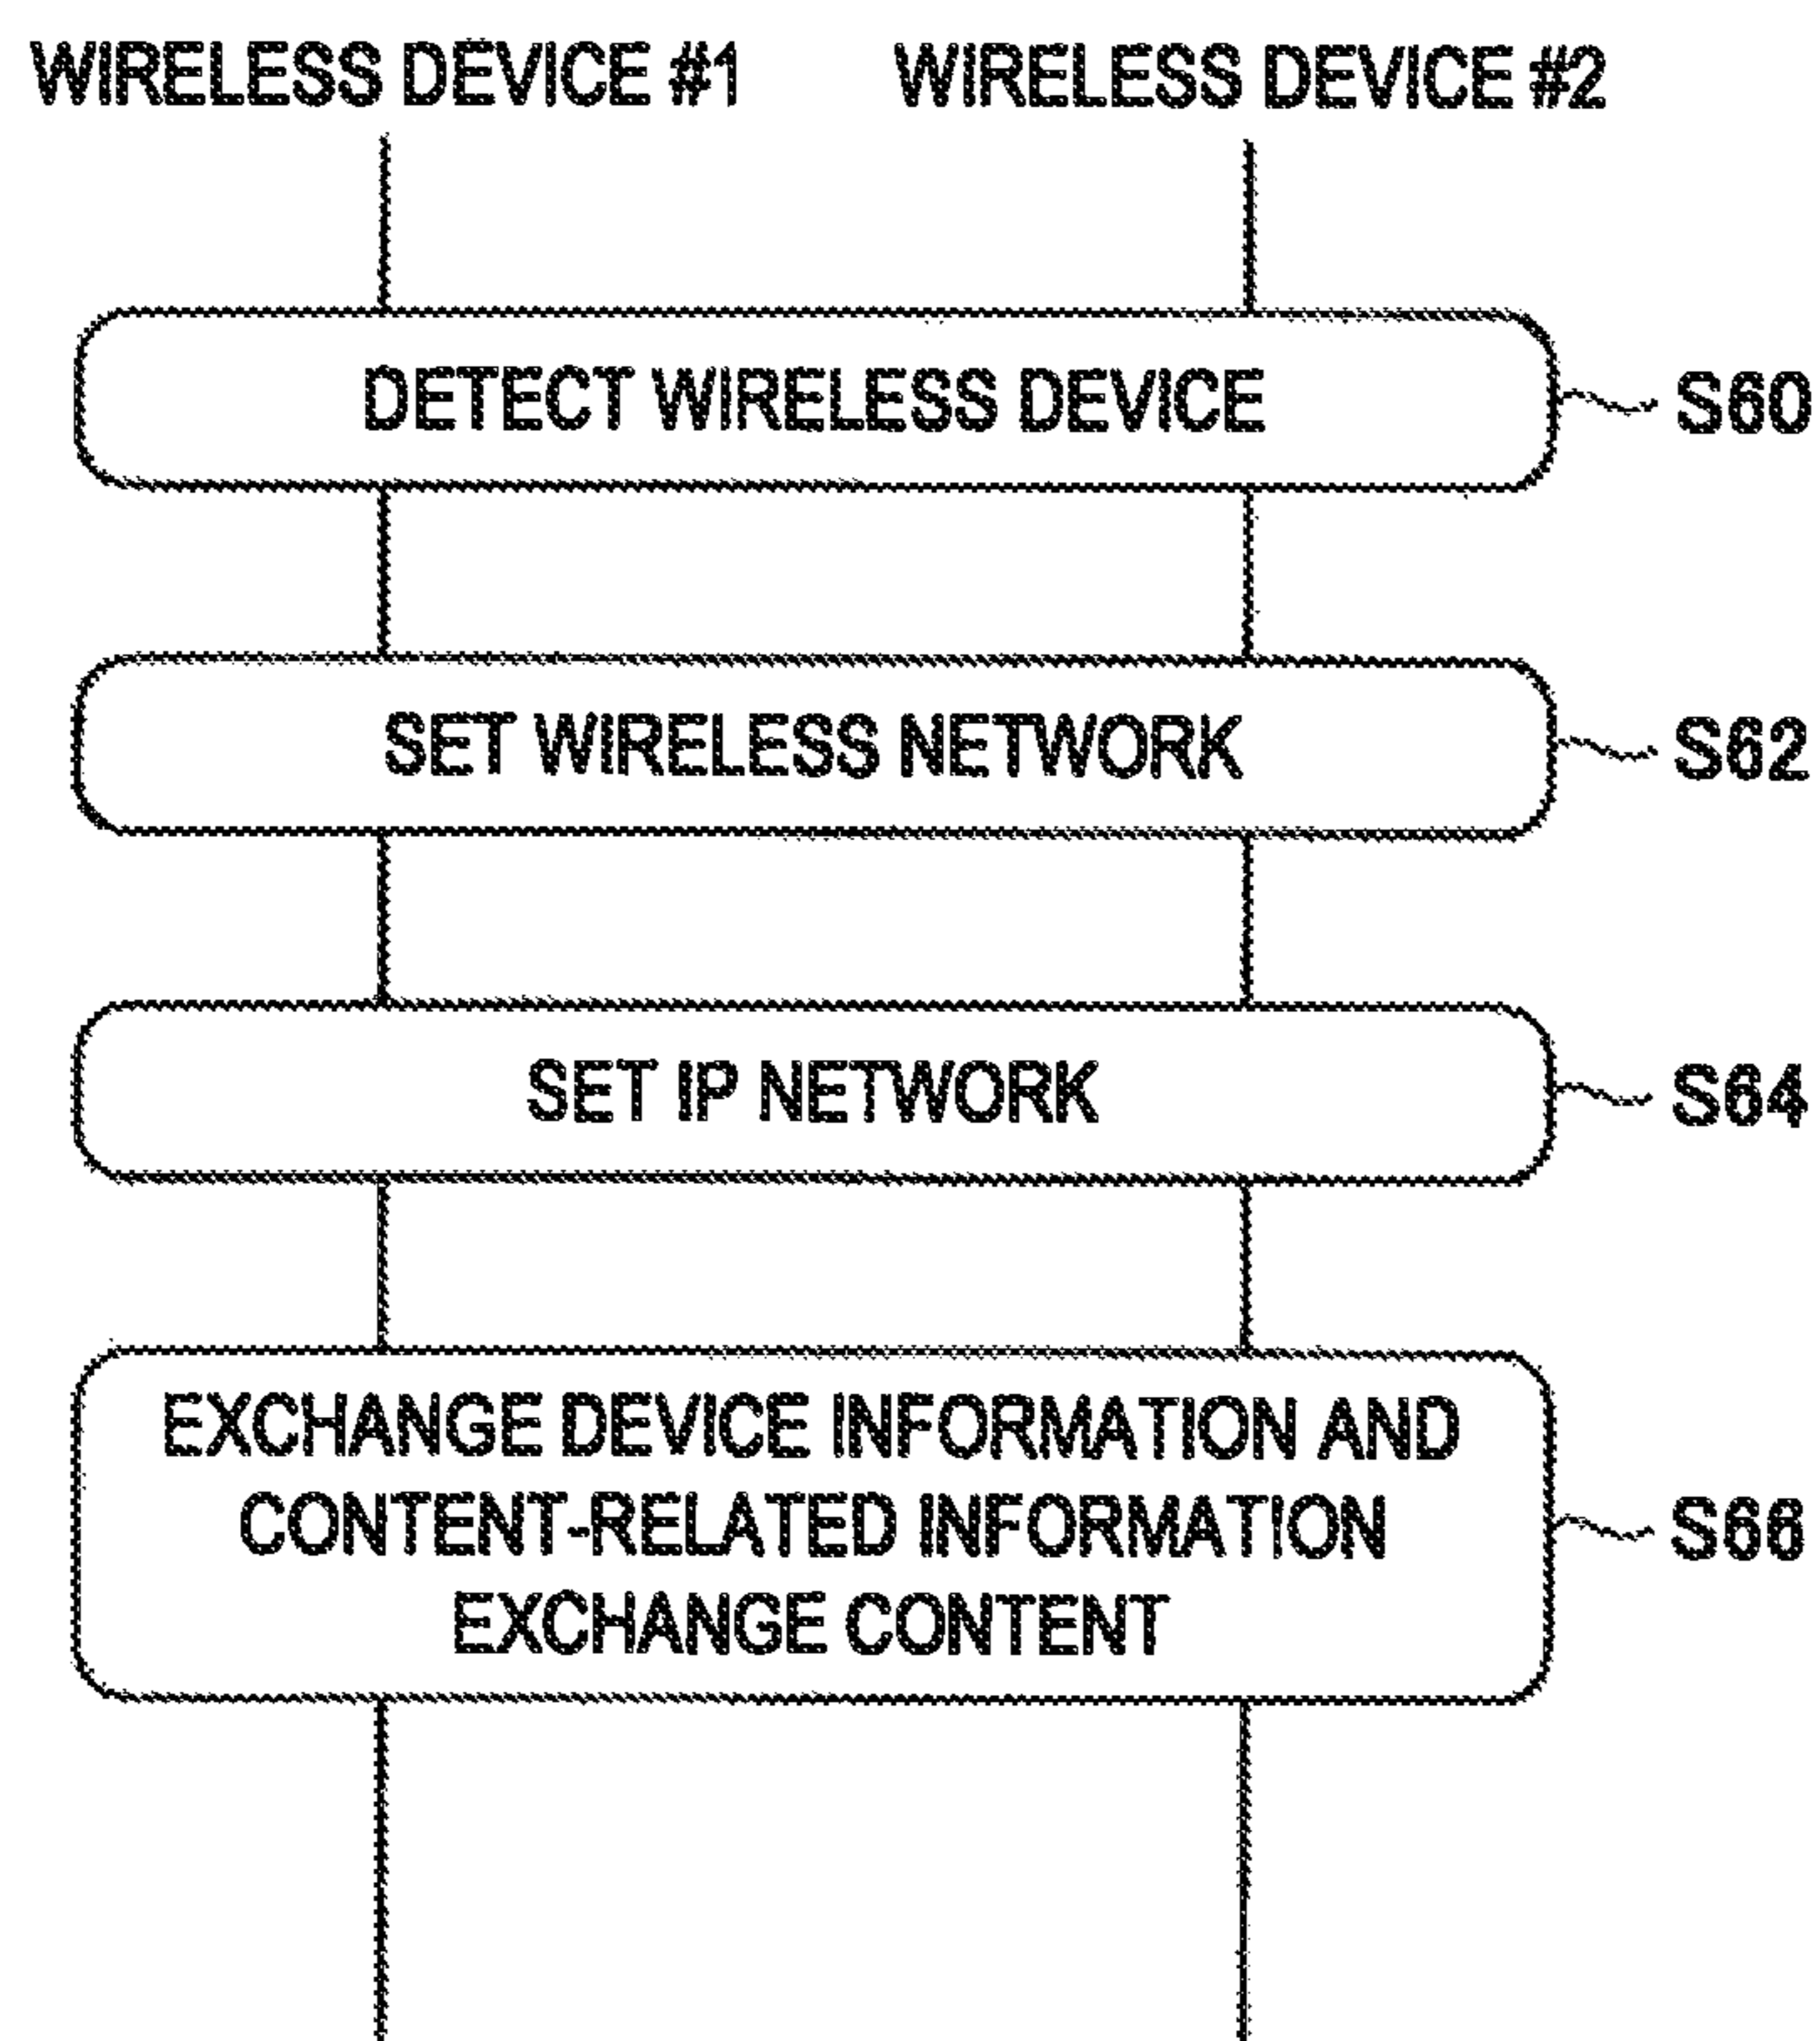 WIRELESS DEVICE #1 WIRELESS DEVICE #2
DETECT WIRELESS DEVICE S60
SET WIRELESS NETWORK S62
SET IP NETWORK S64
EXCHANGE DEVICE INFORMATION AND
CONTENT-RELATED INFORMATION S66
EXCHANGE CONTENT